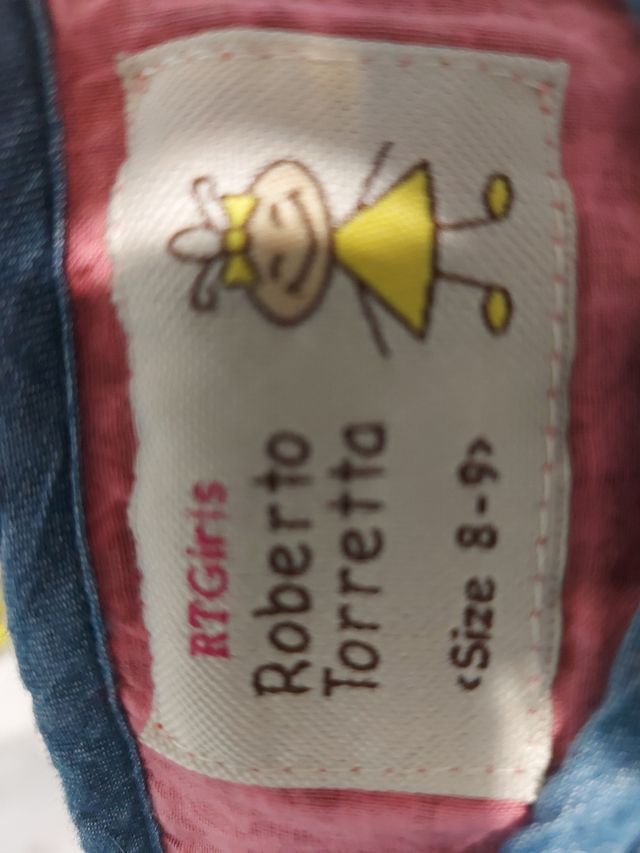 RTGirls
Roberto
Torretta
<Size 8-9>